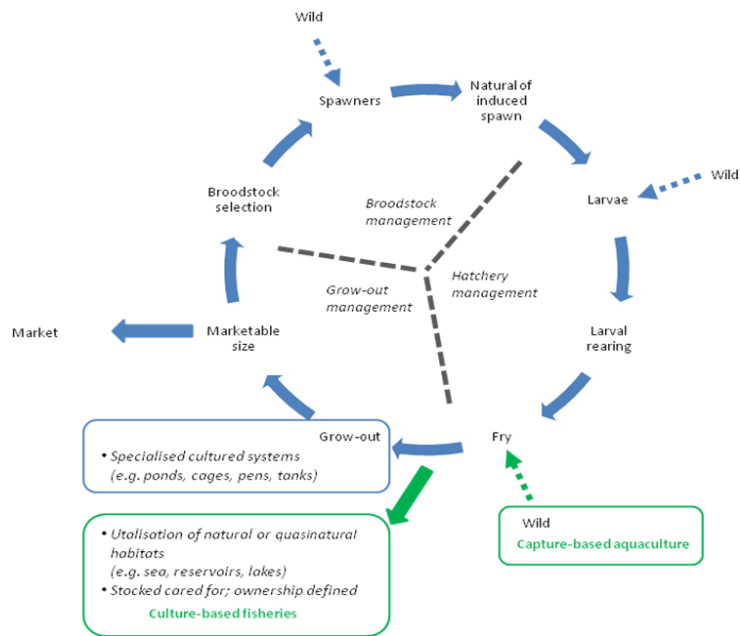 Wild
Spawners
Natural of
induced
spawn
Wild
Larvae
Broodstock
selection
Broodstock
management
Hatchery
management
Grow-out
management
Market
Marketable
size
Larval
rearing
Grow-out
• Specialised cultured systems
(e.g. ponds, cages, pens, tanks)
Fry
• Utalisation of natural or quasinatural
habitats
(e.g. sea, reservoirs, lakes)
• Stocked cared for; ownership defined
Culture-based fisheries
Wild
Capture-based aquaculture